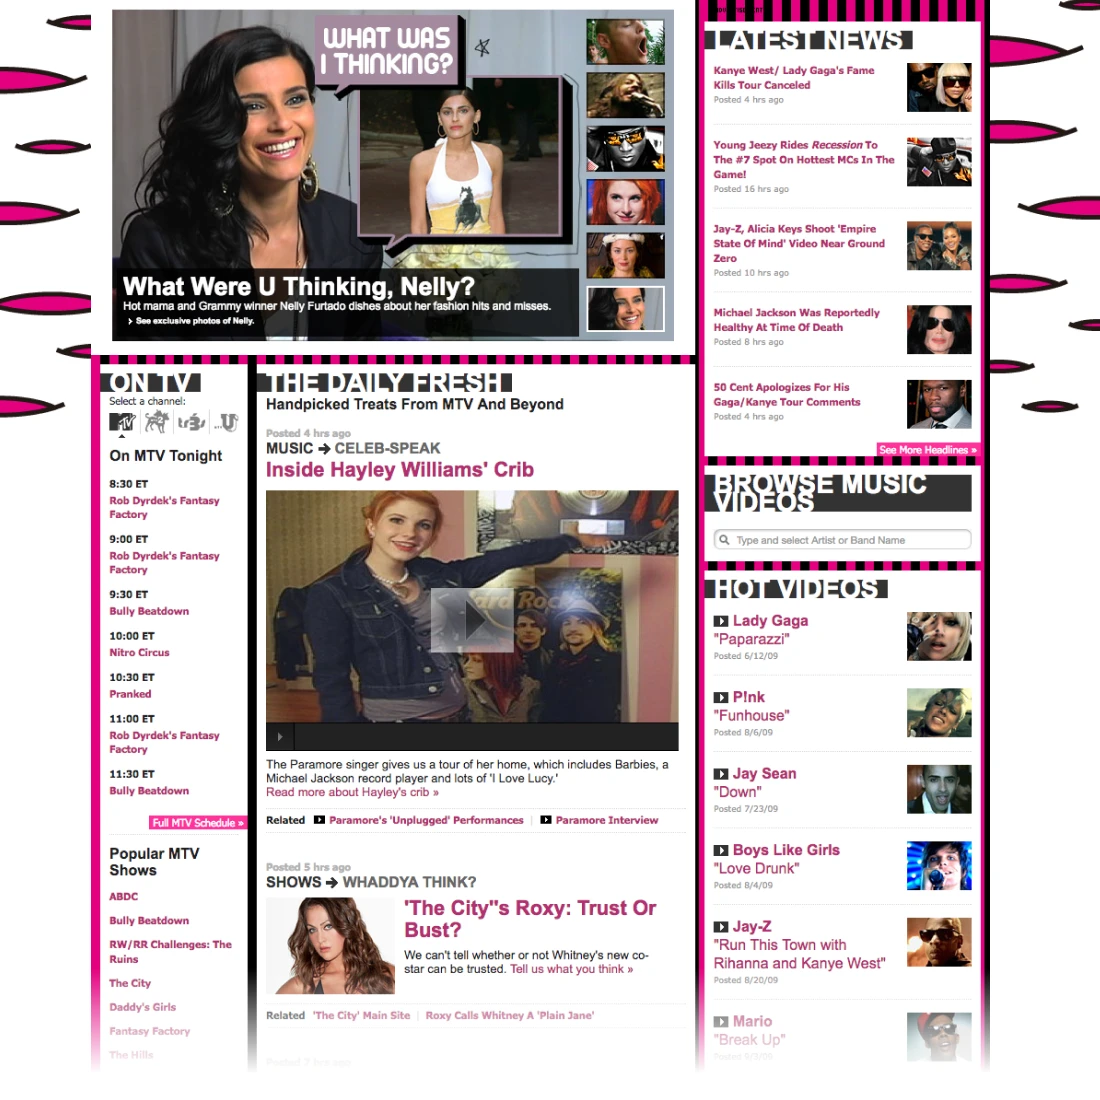 WHAT WAS
I THINKING?
What Were U Thinking, Nelly?
Hot mama and Grammy winner Nelly Furtado dishes about her fashion hits and misses.
See exclusive photos of Nelly.
ON TV
Select a channel:
On MTV Tonight
8:30 ET
Rob Dyrdek's Fantasy
Factory
9:00 ET
Rob Dyrdek's Fantasy
Factory
9:30 ET
Bully Beatdown
10:00 ET
Nitro Circus
10:30 ET
Pranked
11:00 ET
Rob Dyrdek's Fantasy
Factory
11:30 ET
Bully Beatdown
Full MTV Schedule »
Popular MTV
Shows
ABDC
Bully Beatdown
RW/RR Challenges: The
Ruins
The City
Daddy's Girls
Fantasy Factory
The Hills
THE DAILY FRESH
Handpicked Treats From MTV And Beyond
Posted 4 hrs ago
MUSIC → CELEB-SPEAK
Inside Hayley Williams' Crib
Hard Rock
The Paramore singer gives us a tour of her home, which includes Barbies, a
Michael Jackson record player and lots of 'I Love Lucy.'
Read more about Hayley's crib »
Related Paramore's 'Unplugged' Performances | Paramore Interview
Posted 5 hrs ago
SHOWS → WHADDYA THINK?
'The City''s Roxy: Trust Or
Bust?
We can't tell whether or not Whitney's new co-
star can be trusted. Tell us what you think »
Related 'The City' Main Site | Roxy Calls Whitney A 'Plain Jane'
Posted 7 hrs ago
LATEST NEWS
Kanye West/ Lady Gaga's Fame
Kills Tour Canceled
Posted 4 hrs ago
Young Jeezy Rides Recession To
The #7 Spot On Hottest MCs In The
Game!
Posted 16 hrs ago
Jay-Z, Alicia Keys Shoot 'Empire
State Of Mind' Video Near Ground
Zero
Posted 10 hrs ago
Michael Jackson Was Reportedly
Healthy At Time Of Death
Posted 8 hrs ago
50 Cent Apologizes For His
Gaga/Kanye Tour Comments
Posted 4 hrs ago
See More Headlines »
BROWSE MUSIC
VIDEOS
Type and select Artist or Band Name
HOT VIDEOS
Lady Gaga
"Paparazzi"
Posted 6/12/09
P!nk
"Funhouse"
Posted 8/6/09
Jay Sean
"Down"
Posted 7/23/09
Boys Like Girls
"Love Drunk"
Posted 8/4/09
Jay-Z
"Run This Town with
Rihanna and Kanye West"
Posted 8/20/09
Mario
"Break Up"